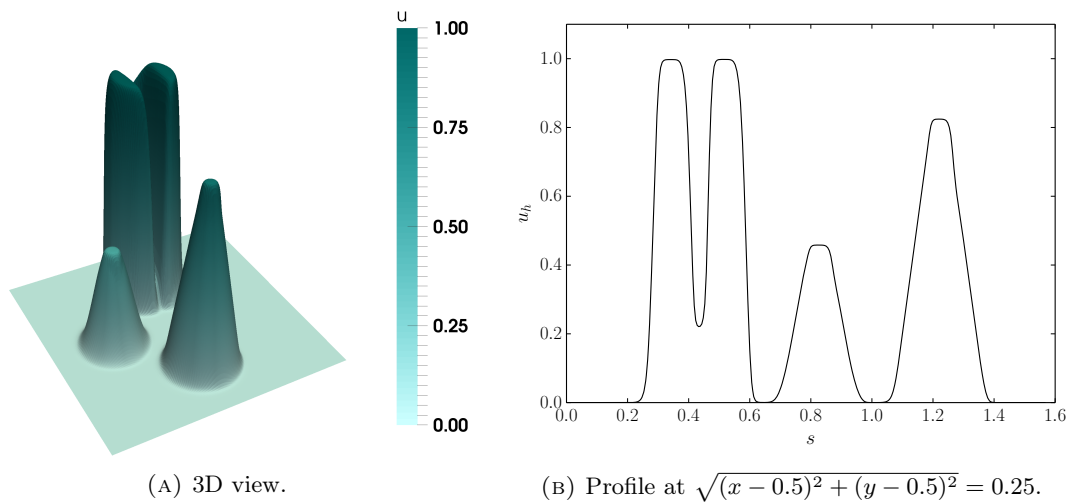 u
1.00
0.75
0.50
0.25
0.00
(A) 3D view.
u_h
1.0
0.8
0.6
0.4
0.2
0.0
0.0 0.2 0.4 0.6 0.8 1.0 1.2 1.4 1.6
s
(B) Profile at √(x − 0.5)² + (y − 0.5)² = 0.25.